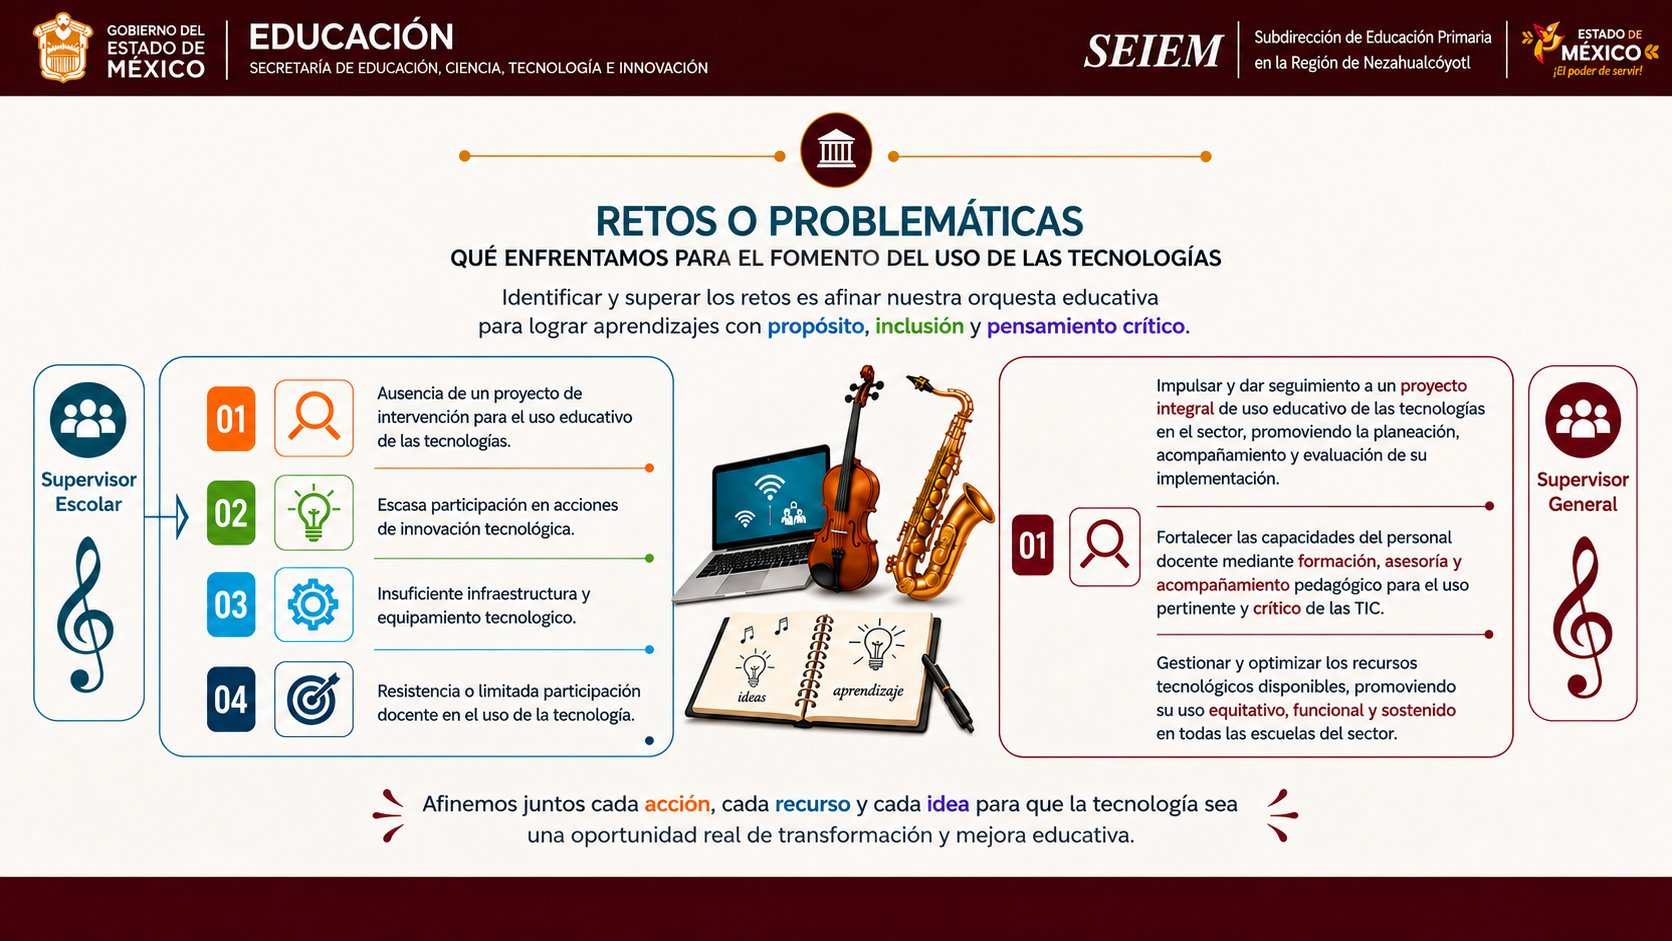 GOBIERNO DEL
ESTADO DE
MÉXICO
EDUCACIÓN
SECRETARÍA DE EDUCACIÓN, CIENCIA, TECNOLOGÍA E INNOVACIÓN
SEIEM
Subdirección de Educación Primaria
en la Región de Nezahualcóyotl
ESTADO DE
MÉXICO
¡El poder de servir!
RETOS O PROBLEMÁTICAS
QUÉ ENFRENTAMOS PARA EL FOMENTO DEL USO DE LAS TECNOLOGÍAS
Identificar y superar los retos es afinar nuestra orquesta educativa
para lograr aprendizajes con propósito, inclusión y pensamiento crítico.
Supervisor
Escolar
01
Ausencia de un proyecto de
intervención para el uso educativo
de las tecnologías.
02
Escasa participación en acciones
de innovación tecnológica.
03
Insuficiente infraestructura y
equipamiento tecnologico.
04
Resistencia o limitada participación
docente en el uso de la tecnología.
ideas
aprendizaje
01
Impulsar y dar seguimiento a un proyecto
integral de uso educativo de las tecnologías
en el sector, promoviendo la planeación,
acompañamiento y evaluación de su
implementación.
Fortalecer las capacidades del personal
docente mediante formación, asesoría y
acompañamiento pedagógico para el uso
pertinente y crítico de las TIC.
Gestionar y optimizar los recursos
tecnológicos disponibles, promoviendo
su uso equitativo, funcional y sostenido
en todas las escuelas del sector.
Supervisor
General
Afinemos juntos cada acción, cada recurso y cada idea para que la tecnología sea
una oportunidad real de transformación y mejora educativa.